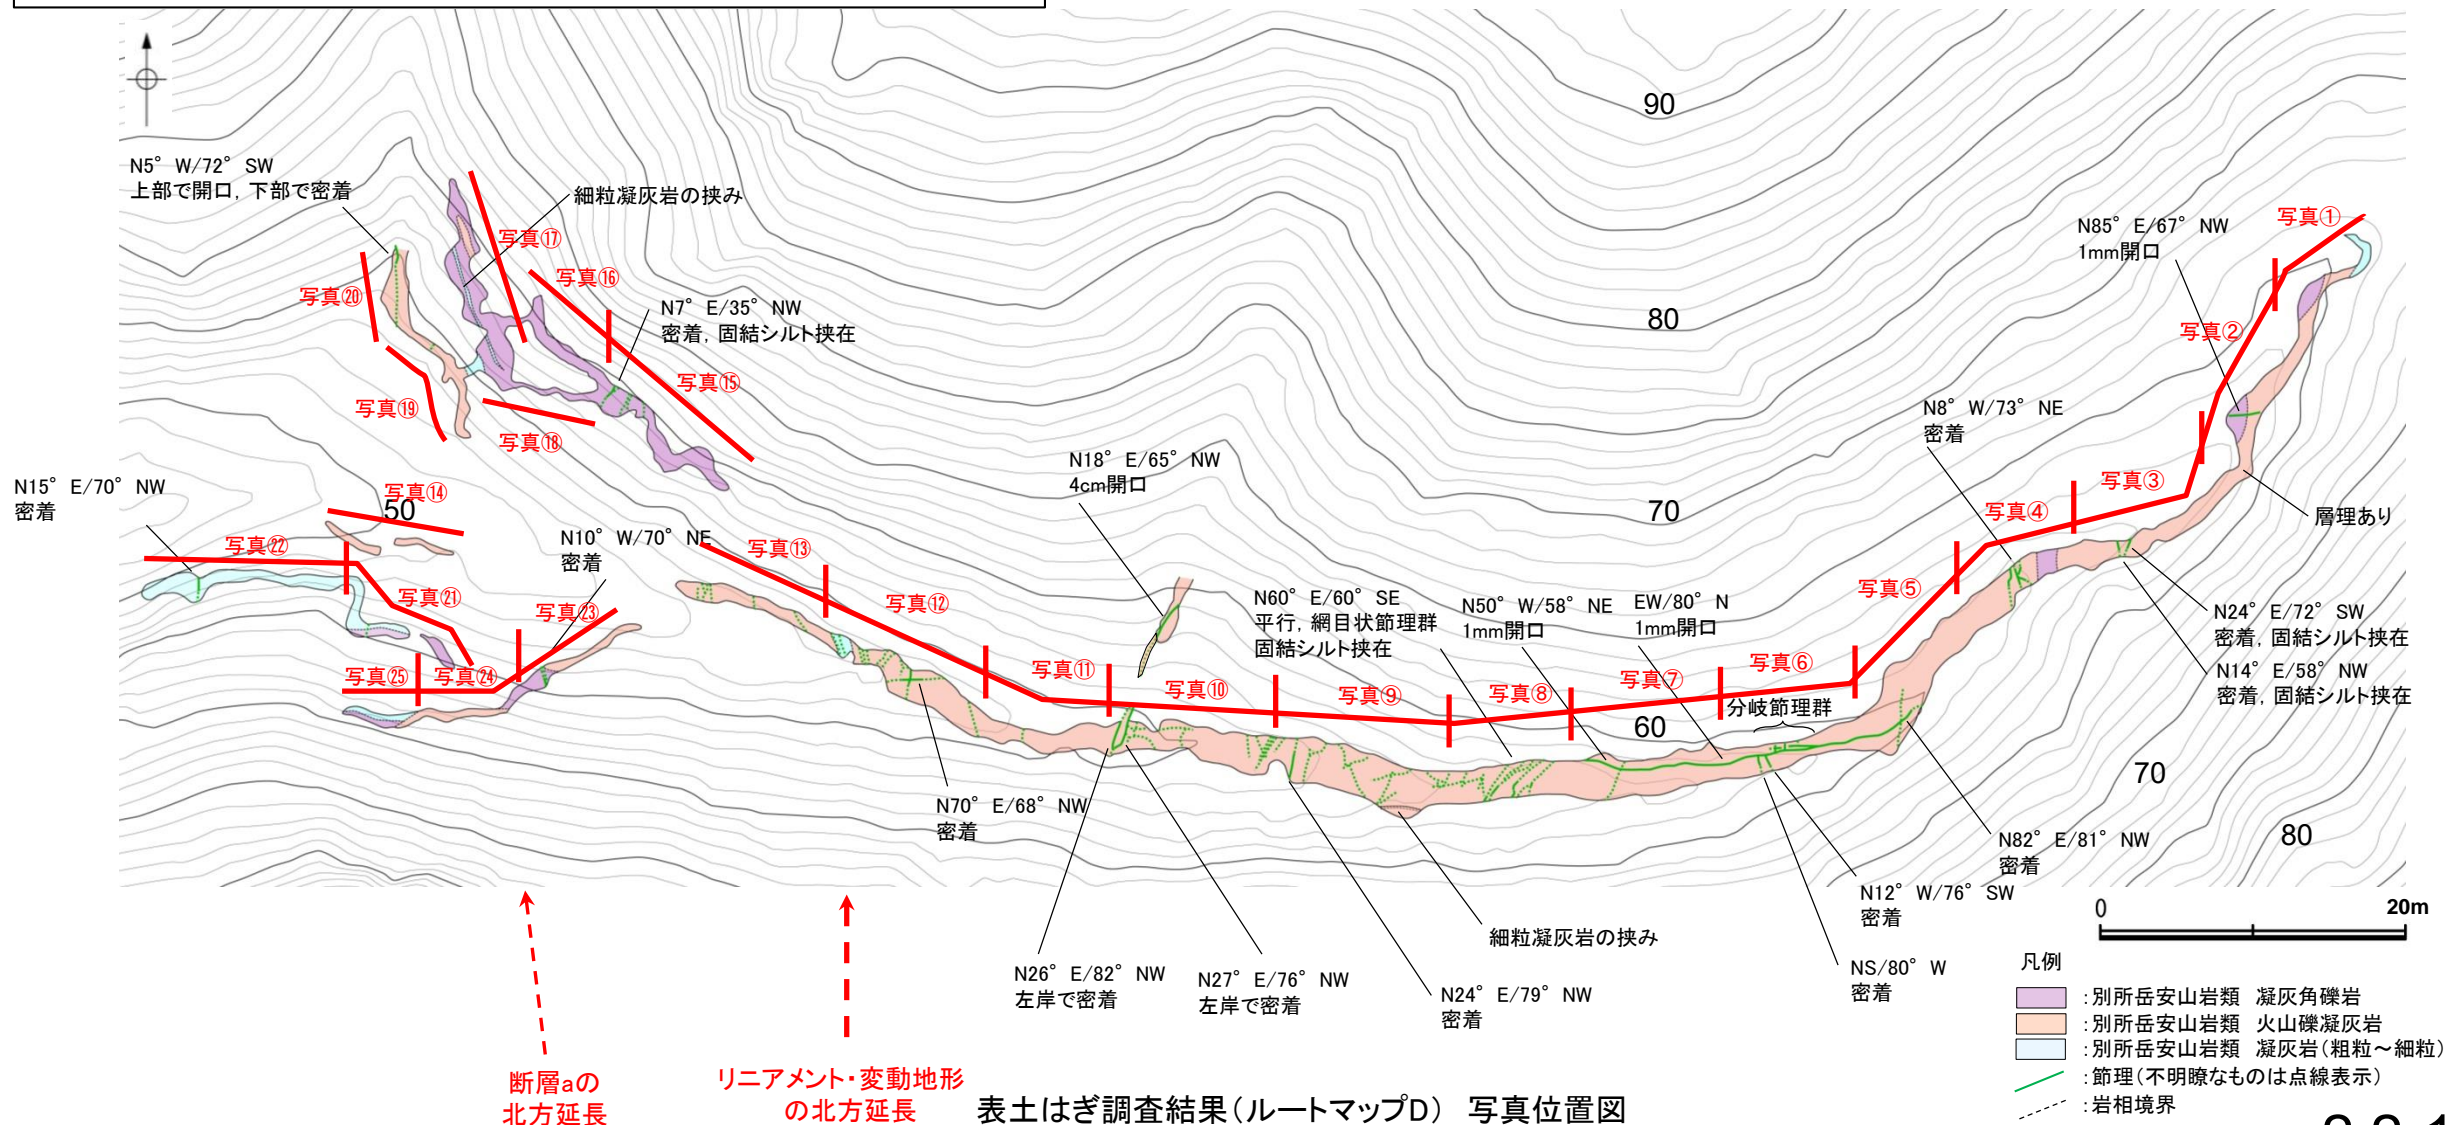 90
N5° W/72° SW
上部で開口, 下部で密着
細粒凝灰岩の挟み
写真⑰
写真⑯
写真⑳
N7° E/35° NW
密着, 固結シルト挟在
写真⑮
写真⑲
写真⑱
80
写真①
N85° E/67° NW
1mm開口
写真②
N8° W/73° NE
密着
写真③
写真④
層理あり
写真⑤
N18° E/65° NW
4cm開口
70
N15° E/70° NW
密着
写真⑭
50
写真㉒
N10° W/70° NE
密着
写真㉑
写真㉓
写真㉕
写真㉔
写真⑬
写真⑫
写真⑪
写真⑩
写真⑨
写真⑧
写真⑦
写真⑥
N60° E/60° SE
平行, 網目状節理群
固結シルト挟在
N50° W/58° NE
1mm開口
EW/80° N
1mm開口
分岐節理群
60
N24° E/72° SW
密着, 固結シルト挟在
N14° E/58° NW
密着, 固結シルト挟在
70
80
N70° E/68° NW
密着
N82° E/81° NW
密着
N12° W/76° SW
密着
NS/80° W
密着
細粒凝灰岩の挟み
N26° E/82° NW
左岸で密着
N27° E/76° NW
左岸で密着
N24° E/79° NW
密着
0
20m
凡例
:別所岳安山岩類 凝灰角礫岩
:別所岳安山岩類 火山礫凝灰岩
:別所岳安山岩類 凝灰岩(粗粒~細粒)
:節理(不明瞭なものは点線表示)
:岩相境界
断層aの
北方延長
リニアメント・変動地形
の北方延長
表土はぎ調査結果(ルートマップD) 写真位置図